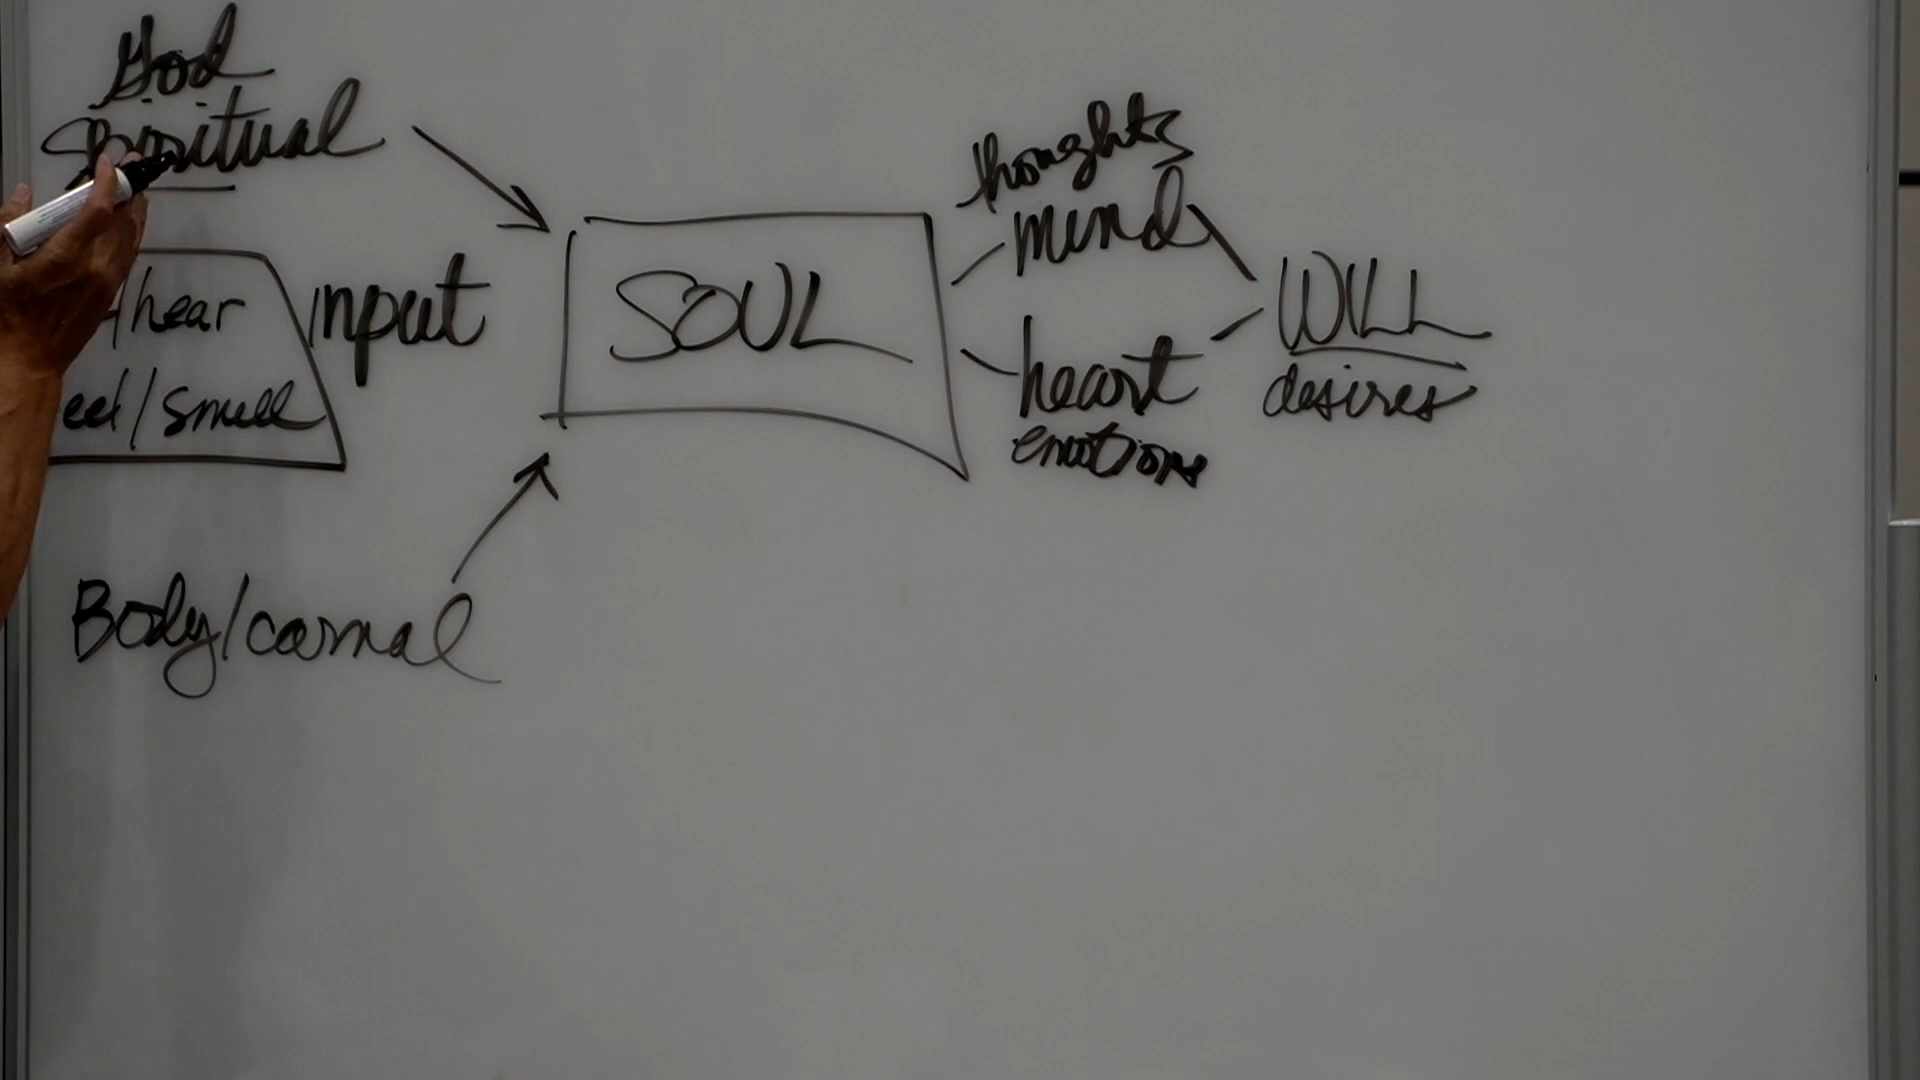 God
Spiritual
/hear
eel/smell
input
SOUL
thoughts
mind
heart
emotions
WILL
desires
Body/carnal